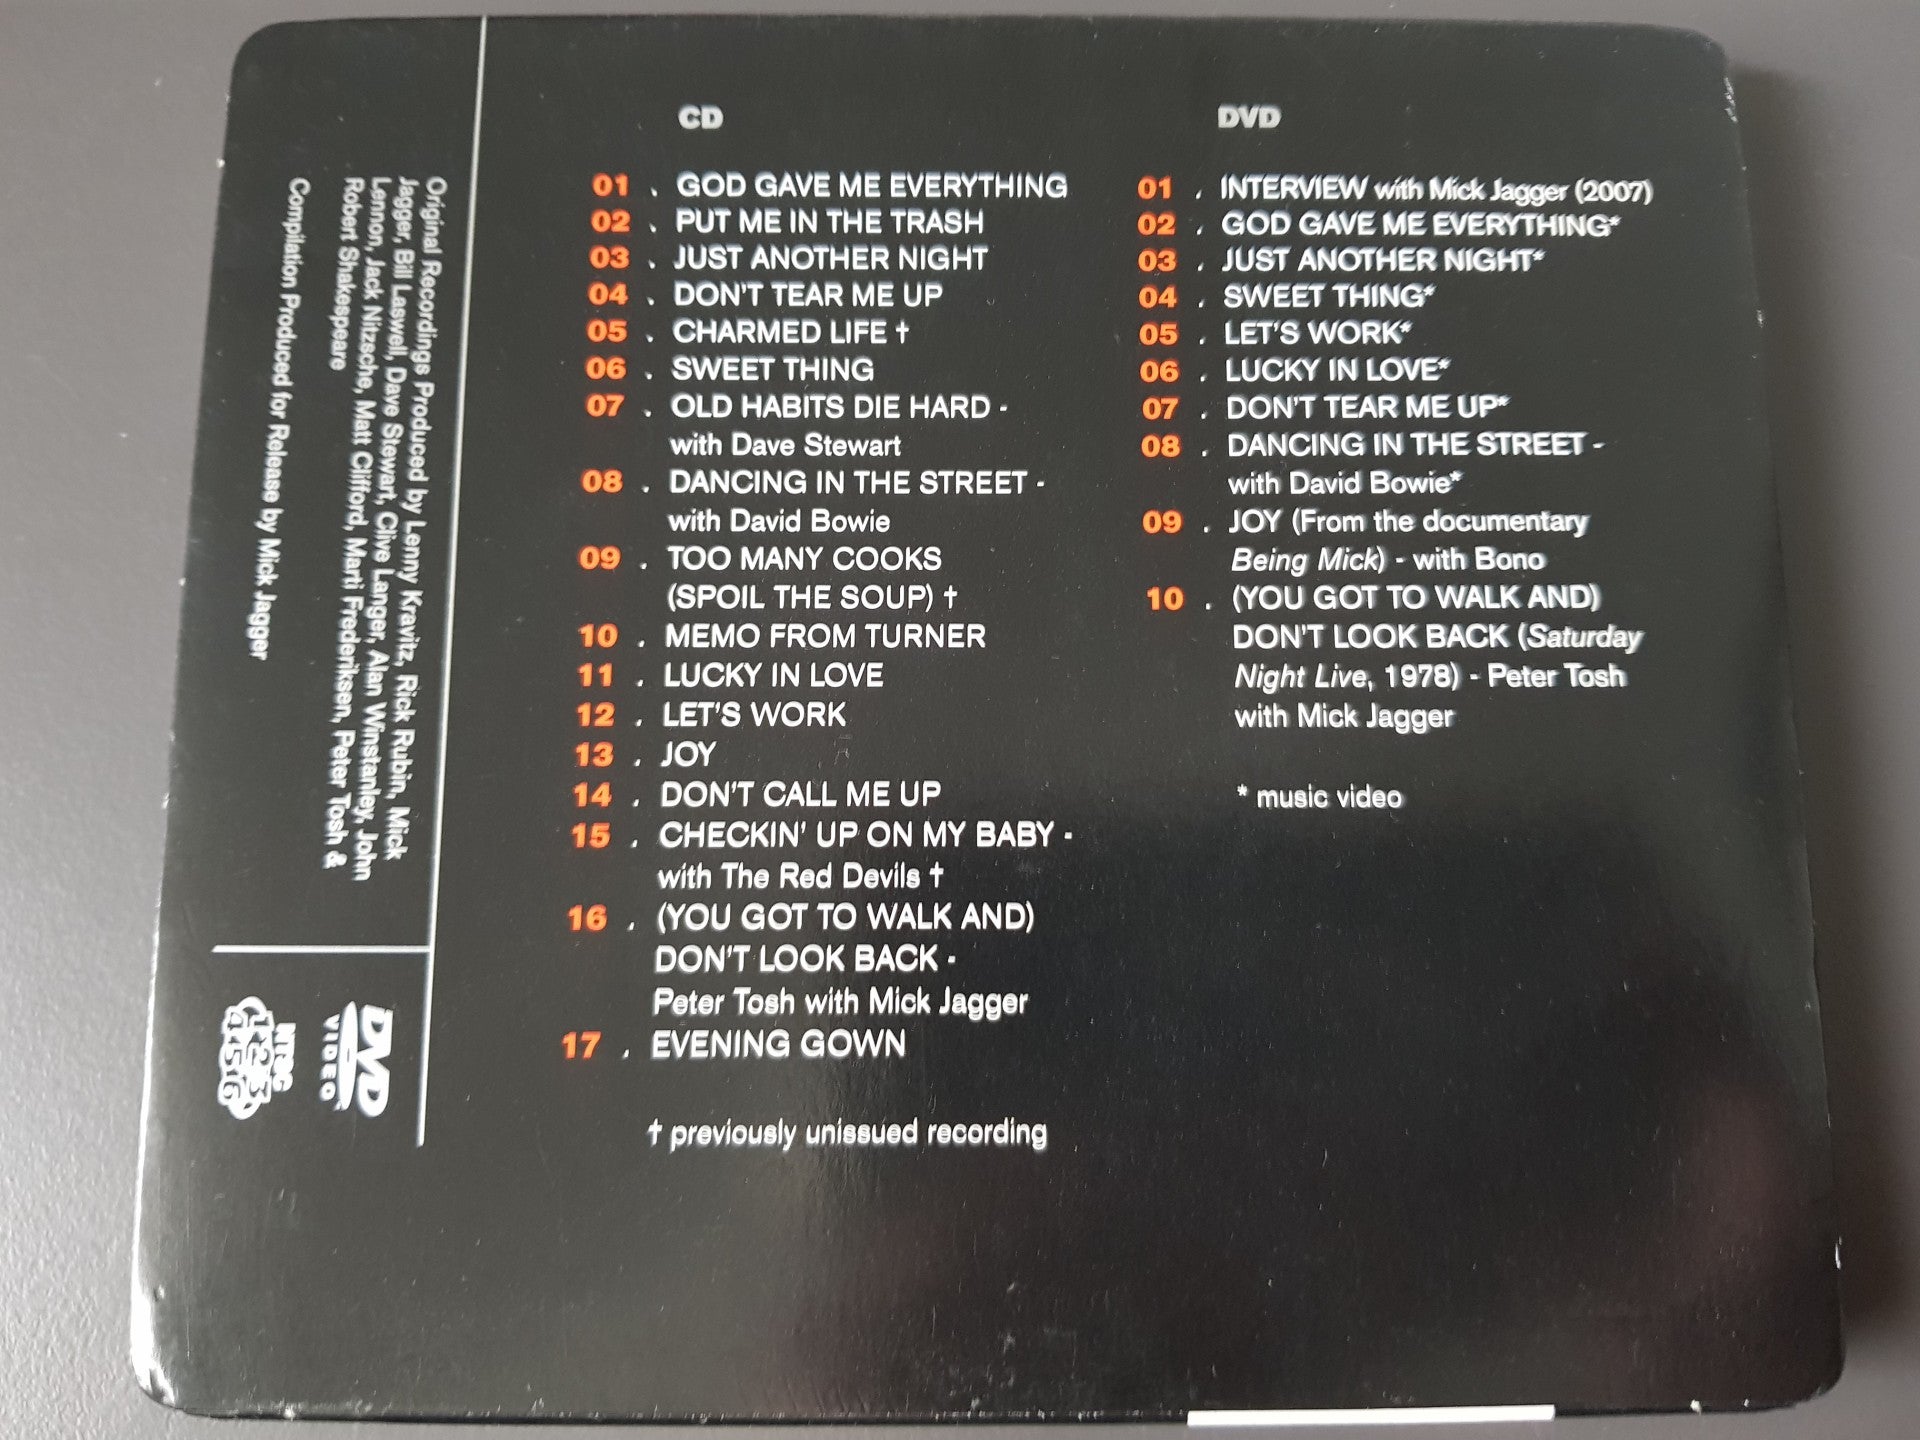 CD
01 . GOD GAVE ME EVERYTHING
02 . PUT ME IN THE TRASH
03 . JUST ANOTHER NIGHT
04 . DON'T TEAR ME UP
05 . CHARMED LIFE †
06 . SWEET THING
07 . OLD HABITS DIE HARD -
with Dave Stewart
08 . DANCING IN THE STREET -
with David Bowie
09 . TOO MANY COOKS
(SPOIL THE SOUP) †
10 . MEMO FROM TURNER
11 . LUCKY IN LOVE
12 . LET'S WORK
13 . JOY
14 . DON'T CALL ME UP
15 . CHECKIN' UP ON MY BABY -
with The Red Devils †
16 . (YOU GOT TO WALK AND)
DON'T LOOK BACK -
Peter Tosh with Mick Jagger
17 . EVENING GOWN
† previously unissued recording
DVD
01 . INTERVIEW with Mick Jagger (2007)
02 . GOD GAVE ME EVERYTHING*
03 . JUST ANOTHER NIGHT*
04 . SWEET THING*
05 . LET'S WORK*
06 . LUCKY IN LOVE*
07 . DON'T TEAR ME UP*
08 . DANCING IN THE STREET -
with David Bowie*
09 . JOY (From the documentary
Being Mick) - with Bono
10 . (YOU GOT TO WALK AND)
DON'T LOOK BACK (Saturday
Night Live, 1978) - Peter Tosh
with Mick Jagger
* music video
Original Recordings Produced by Lenny Kravitz, Rick Rubin, Mick
Jagger, Bill Laswell, Dave Stewart, Clive Langer, Alan Winstanley, John
Lennon, Jack Nitzsche, Matt Clifford, Marti Frederiksen, Peter Tosh &
Robert Shakespeare
Compilation Produced for Release by Mick Jagger
DVD
VIDEO
NTSC
1 2 3
4 5 6